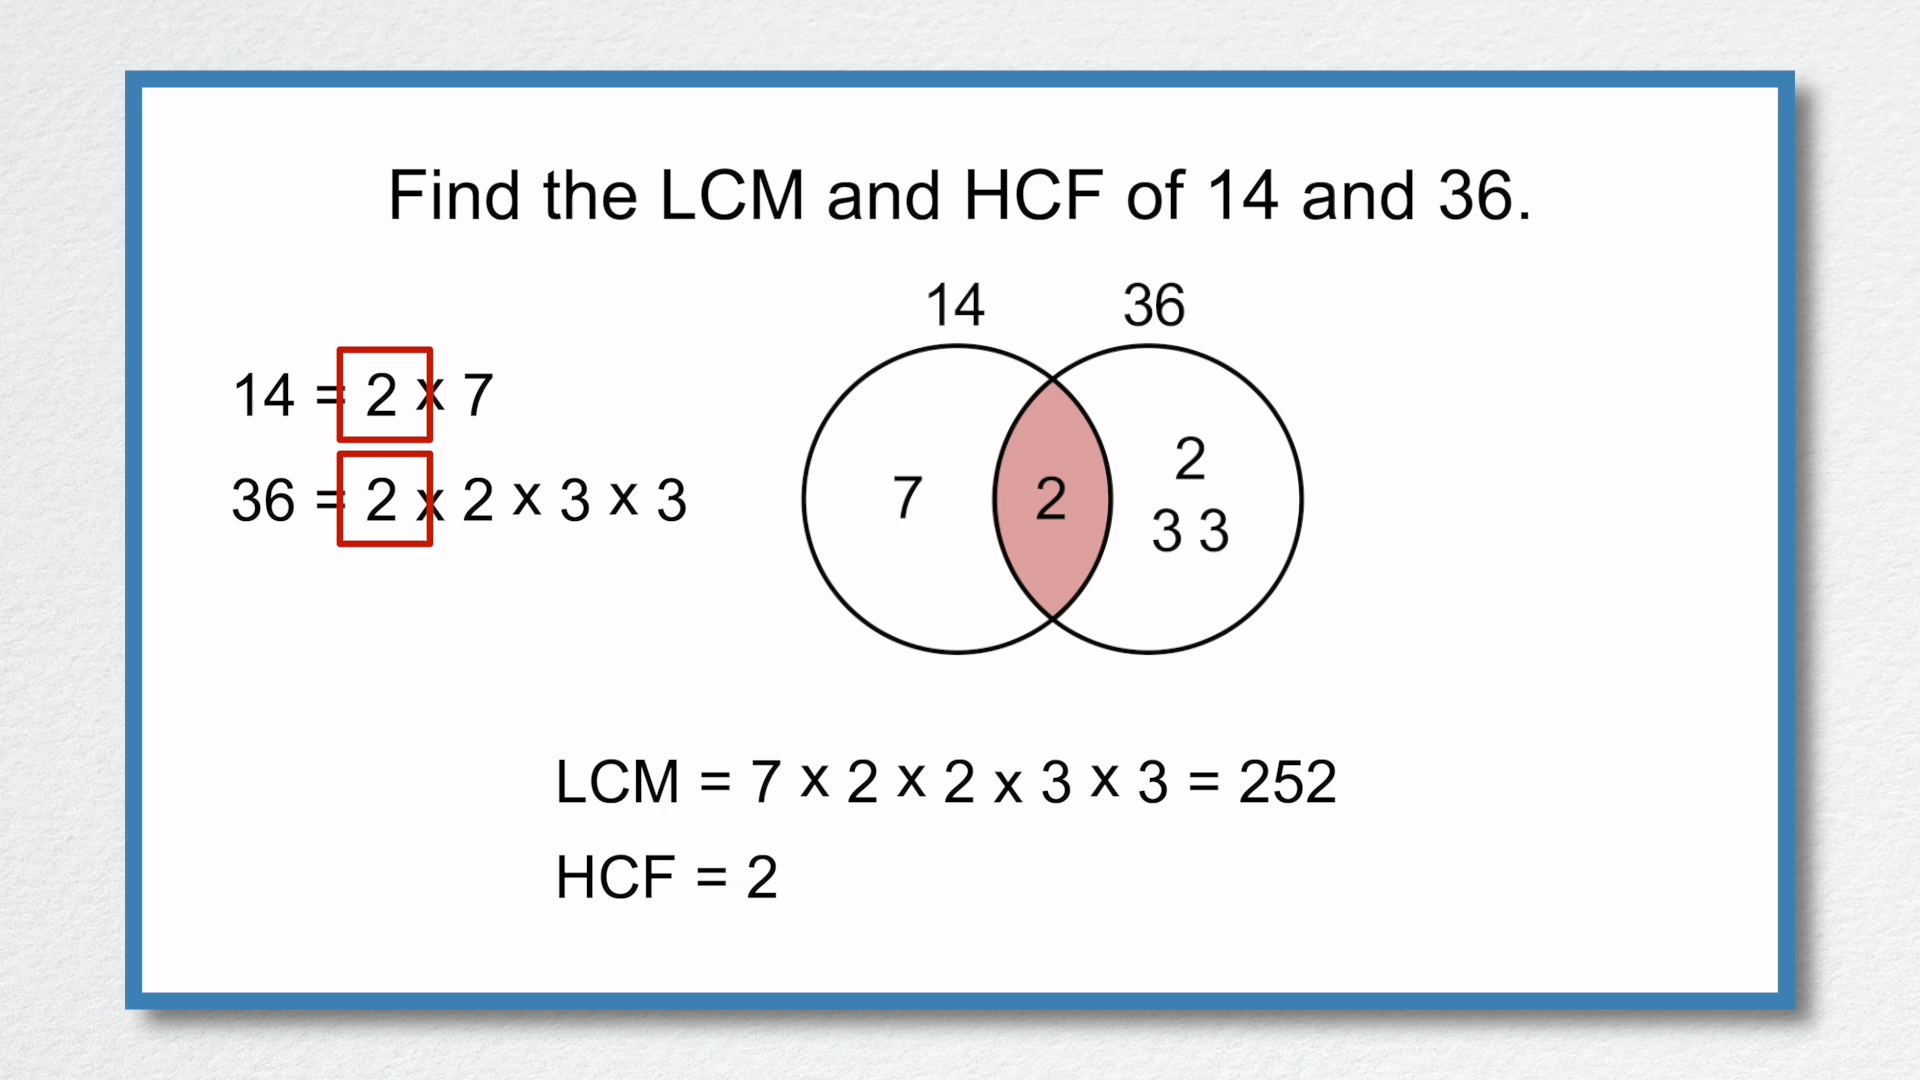 Find the LCM and HCF of 14 and 36.
14 = 2 x 7
36 = 2 x 2 x 3 x 3
14 36
7 2
2
3 3
LCM = 7 x 2 x 2 x 3 x 3 = 252
HCF = 2